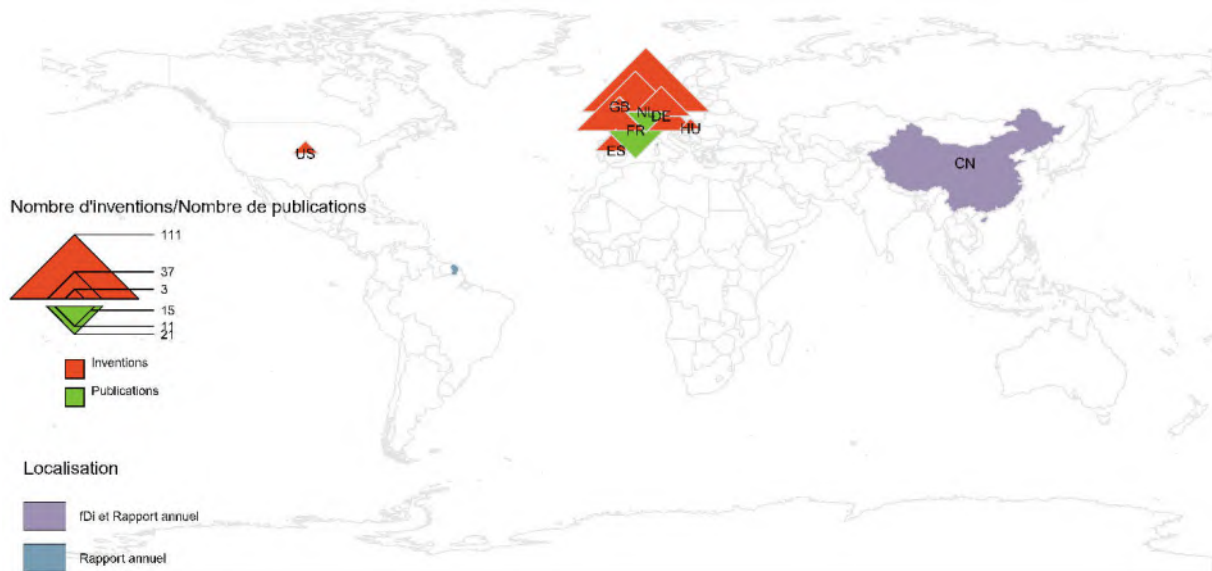 GB
NL
DE
FR
HU
US
ES
CN
Nombre d'inventions/Nombre de publications
111
37
3
15
11
21
Inventions
Publications
Localisation
fDi et Rapport annuel
Rapport annuel